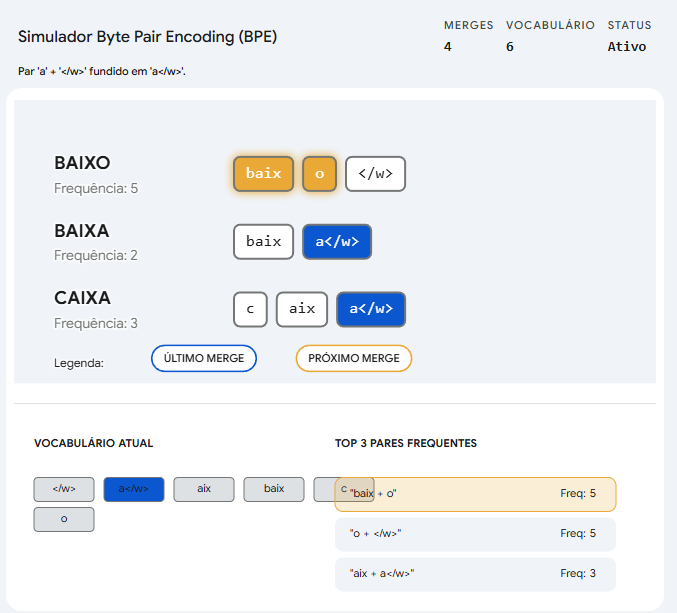 Simulador Byte Pair Encoding (BPE)
MERGES VOCABULÁRIO STATUS
4 6 Ativo
Par 'a' + '</w>' fundido em 'a</w>'.
BAIXO
Frequência: 5
baix o </w>
BAIXA
Frequência: 2
baix a</w>
CAIXA
Frequência: 3
c aix a</w>
Legenda: ÚLTIMO MERGE PRÓXIMO MERGE
VOCABULÁRIO ATUAL
</w> a</w> aix baix c
o
TOP 3 PARES FREQUENTES
"baix + o" Freq: 5
"o + </w>" Freq: 5
"aix + a</w>" Freq: 3